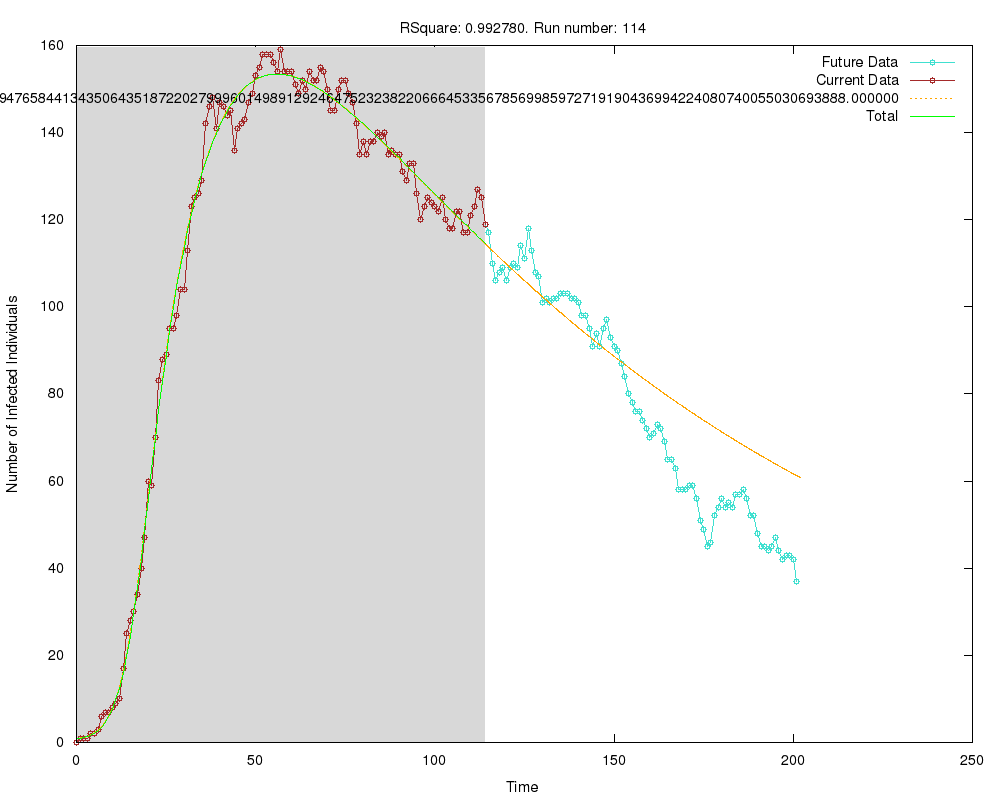 RSquare: 0.992780. Run number: 114
160
Future Data
Current Data
Total
140
120
100
80
60
40
20
0
Number of Infected Individuals
0 50 100 150 200 250
Time